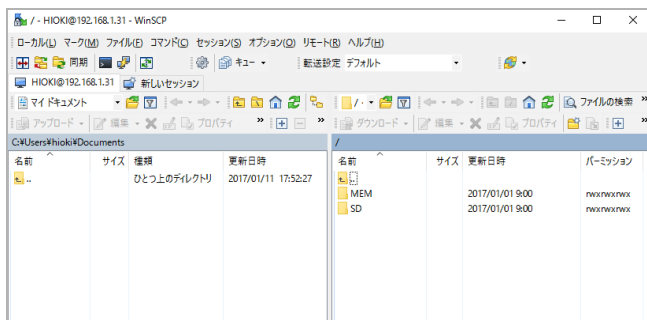 / - HIOKI@192.168.1.31 - WinSCP
ローカル(L) マーク(M) ファイル(F) コマンド(C) セッション(S) オプション(O) リモート(R) ヘルプ(H)
同期 キュー 転送設定 デフォルト
HIOKI@192.168.1.31 新しいセッション
マイ ドキュメント / ファイルの検索 »
アップロード 編集 プロパティ » ダウンロード 編集 プロパティ »
C:¥Users¥hioki¥Documents /
名前 サイズ 種類 更新日時 名前 サイズ 更新日時 パーミッション
.. ひとつ上のディレクトリ 2017/01/11 17:52:27 ..
MEM 2017/01/01 9:00 rwxrwxrwx
SD 2017/01/01 9:00 rwxrwxrwx